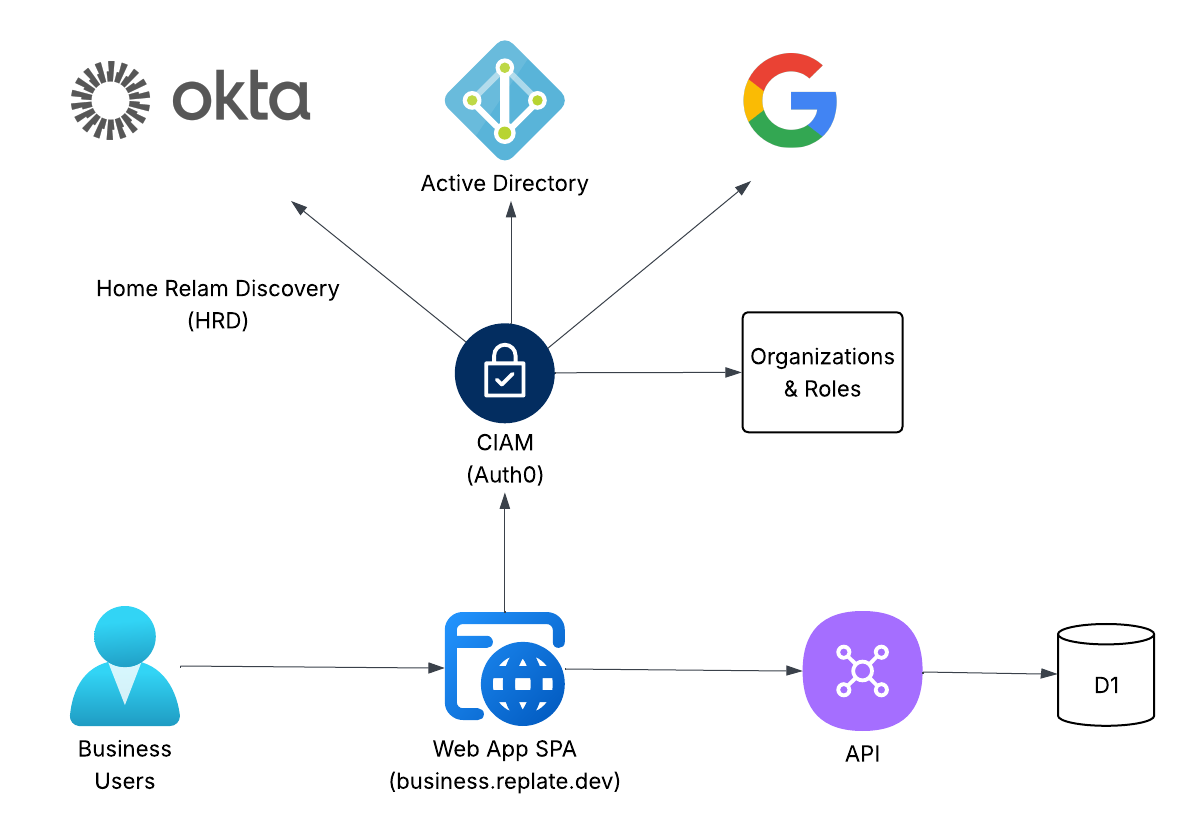 okta
Active Directory
Home Relam Discovery
(HRD)
Organizations
& Roles
CIAM
(Auth0)
Business
Users
Web App SPA
(business.replate.dev)
API
D1